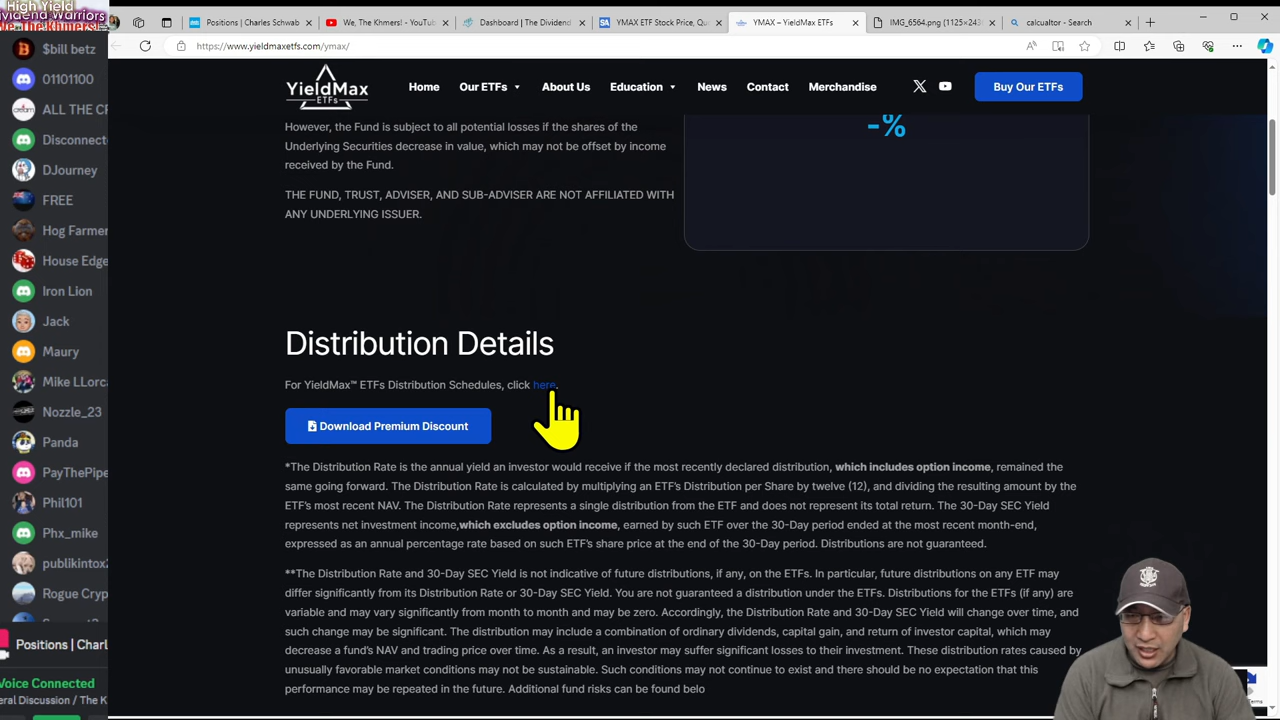 High Yield
Dividend Warriors
We, The Khmers!
$bill betz
01101100
ALL THE CR
Disconnect
DJourney
FREE
Hog Farmer
House Edge
Iron Lion
Jack
Maury
Mike LLorc
Nozzle_23
Panda
PayThePipe
Phil101
Phx_mike
publikintox
Rogue Cryp
Positions | Charl
Voice Connected
eral Discussion / The K
Positions | Charles Schwab
We, The Khmers! - YouTu
Dashboard | The Dividend
YMAX ETF Stock Price, Qu
YMAX – YieldMax ETFs
IMG_6564.png (1125×243
calcualtor - Search
https://www.yieldmaxetfs.com/ymax/
YieldMax
ETFs
Home
Our ETFs
About Us
Education
News
Contact
Merchandise
Buy Our ETFs
However, the Fund is subject to all potential losses if the shares of the
Underlying Securities decrease in value, which may not be offset by income
received by the Fund.
THE FUND, TRUST, ADVISER, AND SUB-ADVISER ARE NOT AFFILIATED WITH
ANY UNDERLYING ISSUER.
-%
Distribution Details
For YieldMax™ ETFs Distribution Schedules, click here.
Download Premium Discount
*The Distribution Rate is the annual yield an investor would receive if the most recently declared distribution, which includes option income, remained the
same going forward. The Distribution Rate is calculated by multiplying an ETF's Distribution per Share by twelve (12), and dividing the resulting amount by the
ETF's most recent NAV. The Distribution Rate represents a single distribution from the ETF and does not represent its total return. The 30-Day SEC Yield
represents net investment income,which excludes option income, earned by such ETF over the 30-Day period ended at the most recent month-end,
expressed as an annual percentage rate based on such ETF's share price at the end of the 30-Day period. Distributions are not guaranteed.
**The Distribution Rate and 30-Day SEC Yield is not indicative of future distributions, if any, on the ETFs. In particular, future distributions on any ETF may
differ significantly from its Distribution Rate or 30-Day SEC Yield. You are not guaranteed a distribution under the ETFs. Distributions for the ETFs (if any) are
variable and may vary significantly from month to month and may be zero. Accordingly, the Distribution Rate and 30-Day SEC Yield will change over time, and
such change may be significant. The distribution may include a combination of ordinary dividends, capital gain, and return of investor capital, which may
decrease a fund's NAV and trading price over time. As a result, an investor may suffer significant losses to their investment. These distribution rates caused by
unusually favorable market conditions may not be sustainable. Such conditions may not continue to exist and there should be no expectation that this
performance may be repeated in the future. Additional fund risks can be found belo